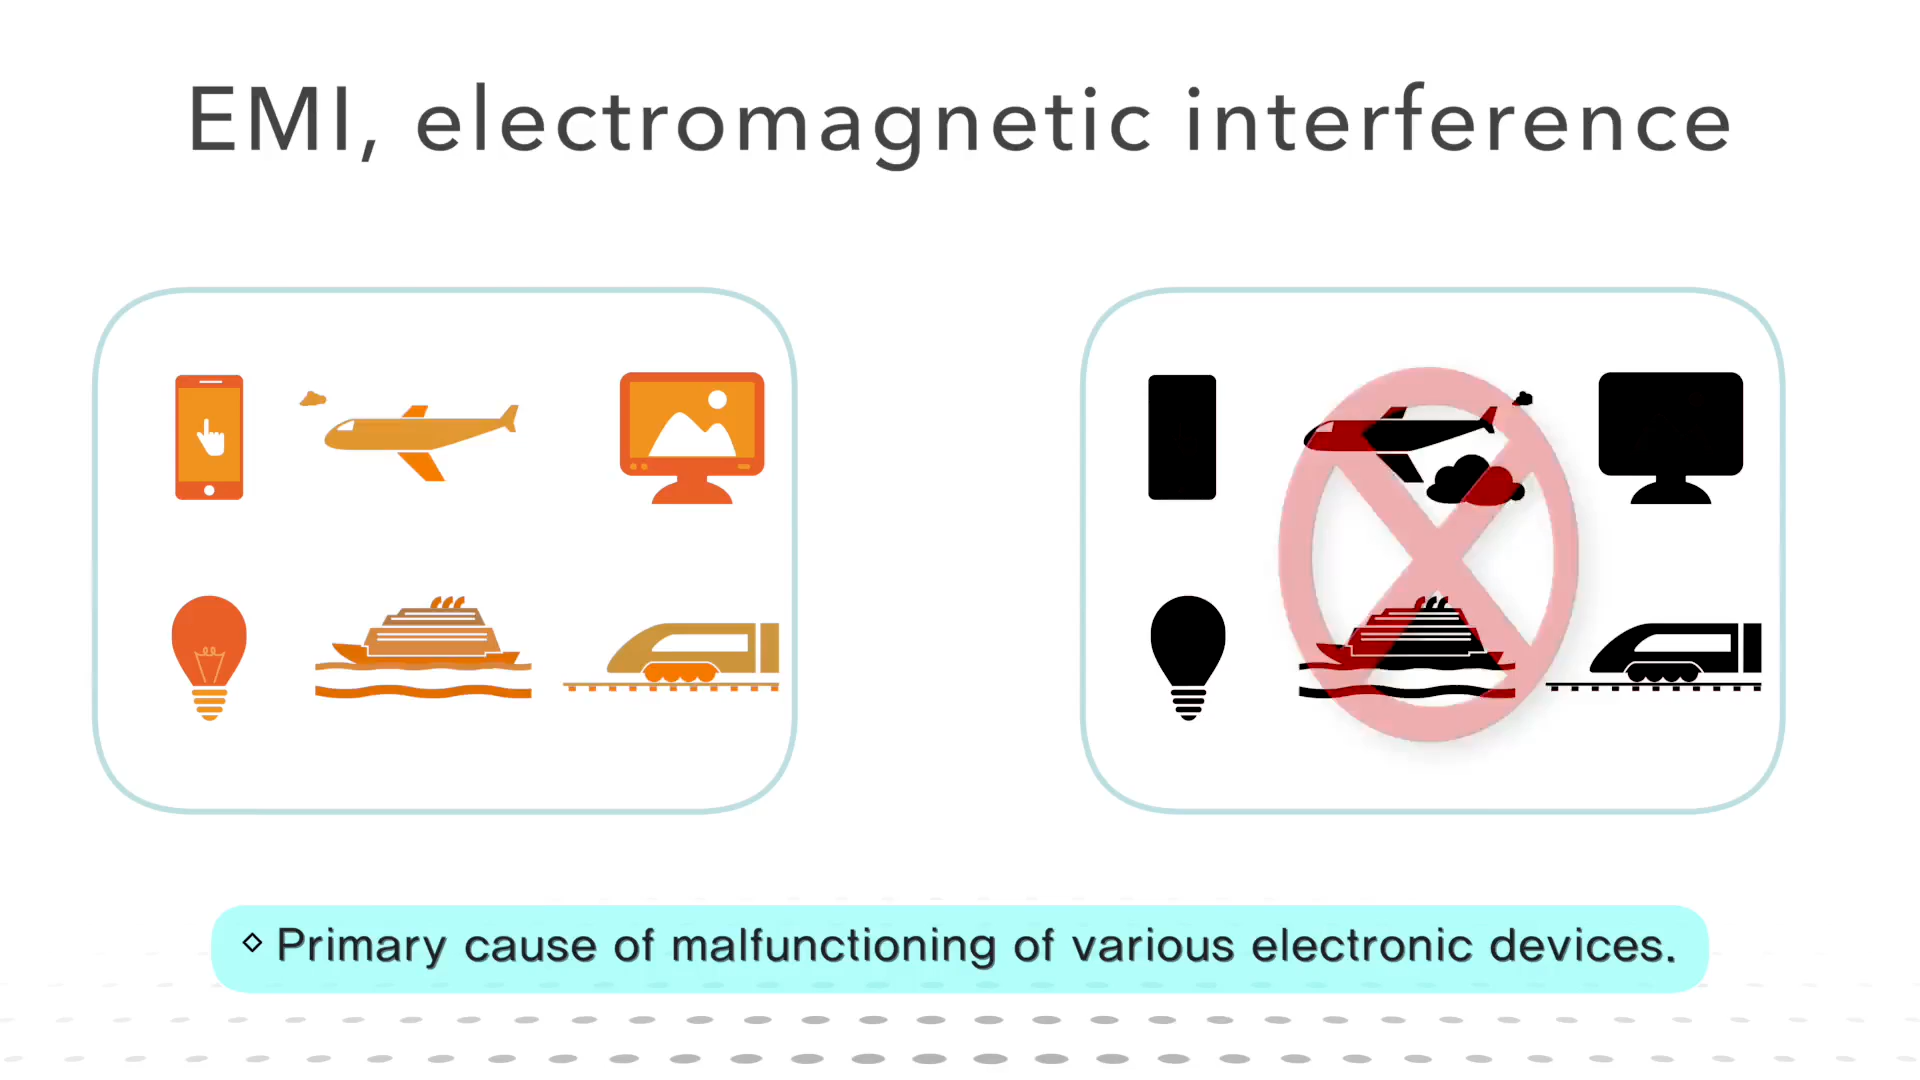 EMI, electromagnetic interference
◇ Primary cause of malfunctioning of various electronic devices.